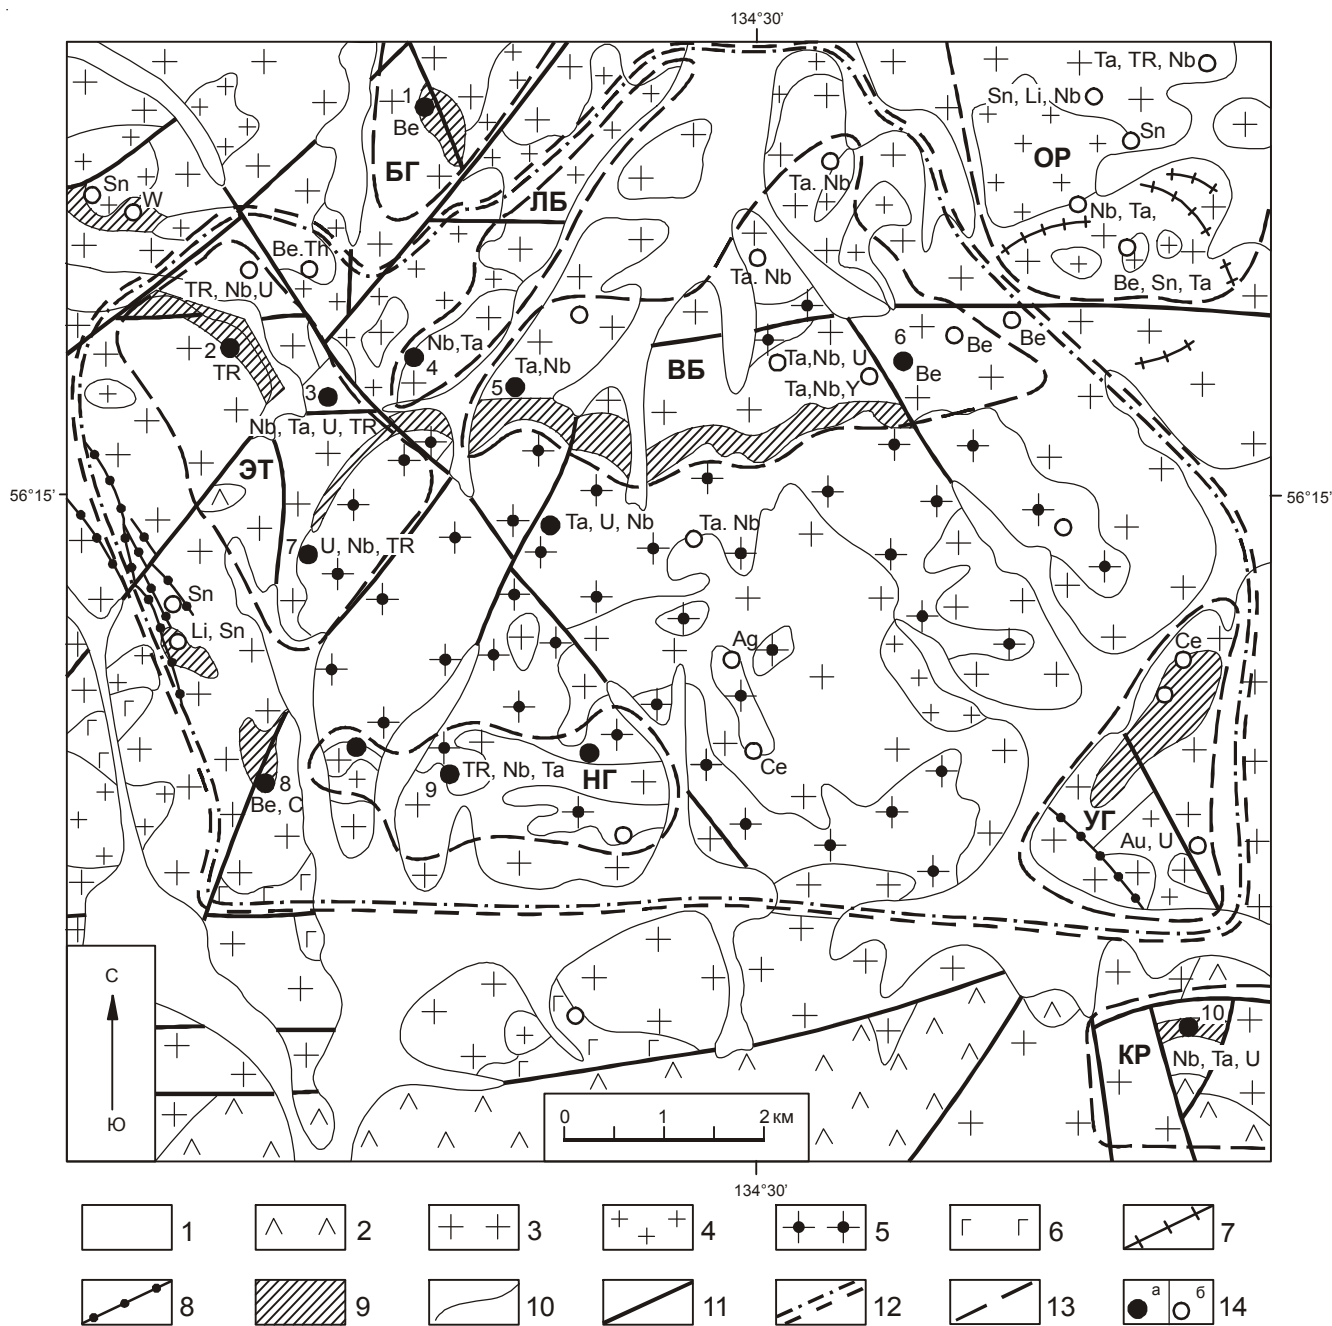 134°30'
Ta, TR, Nb
Sn, Li, Nb
1
Be
Sn
БГ
ОР
Ta. Nb
Sn
W
ЛБ
Nb, Ta,
Be.Th
Ta. Nb
Be, Sn, Ta
TR, Nb,U
6
Nb,Ta
Be
Be
2
4
Ta,Nb
ВБ
Ta,Nb, U
TR
5
Be
3
Ta,Nb,Y
Nb, Ta, U, TR
ЭТ
56°15'
56°15'
Ta, U, Nb
Ta. Nb
7
U, Nb, TR
Sn
Li, Sn
Ag
Ce
Ce
TR, Nb, Ta
НГ
8
9
Be, C
УГ
Au, U
С
10
КР
Nb, Ta, U
Ю
0
1
2 км
134°30'
1
2
3
4
5
6
7
8
9
10
11
12
13
а
б
14